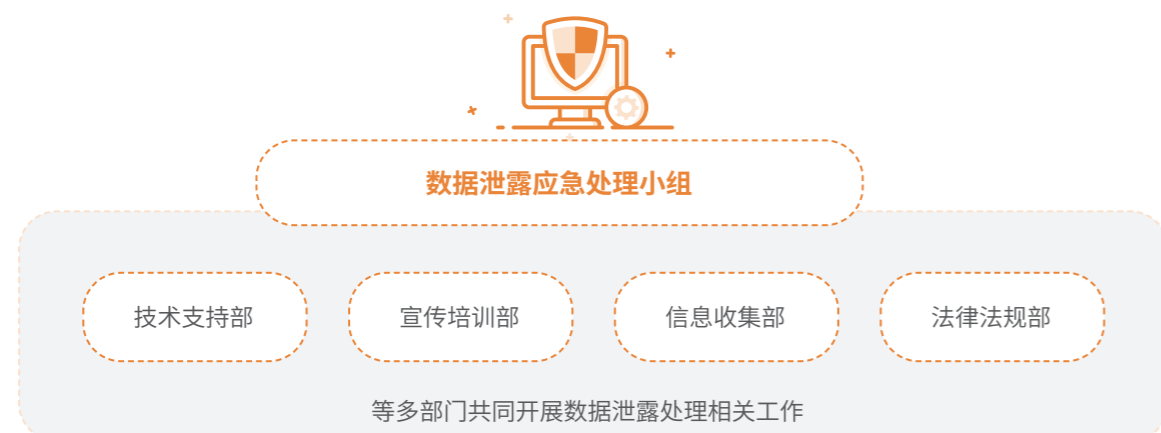 数据泄露应急处理小组
技术支持部
宣传培训部
信息收集部
法律法规部
等多部门共同开展数据泄露处理相关工作